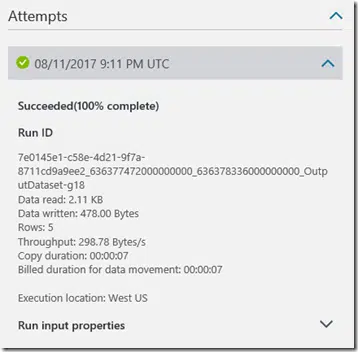 Attempts
08/11/2017 9:11 PM UTC
Succeeded(100% complete)
Run ID
7e0145e1-c58e-4d21-9f7a-
8711cd9a9ee2_636377472000000000_636378336000000000_Outp
utDataset-g18
Data read: 2.11 KB
Data written: 478.00 Bytes
Rows: 5
Throughput: 298.78 Bytes/s
Copy duration: 00:00:07
Billed duration for data movement: 00:00:07
Execution location: West US
Run input properties